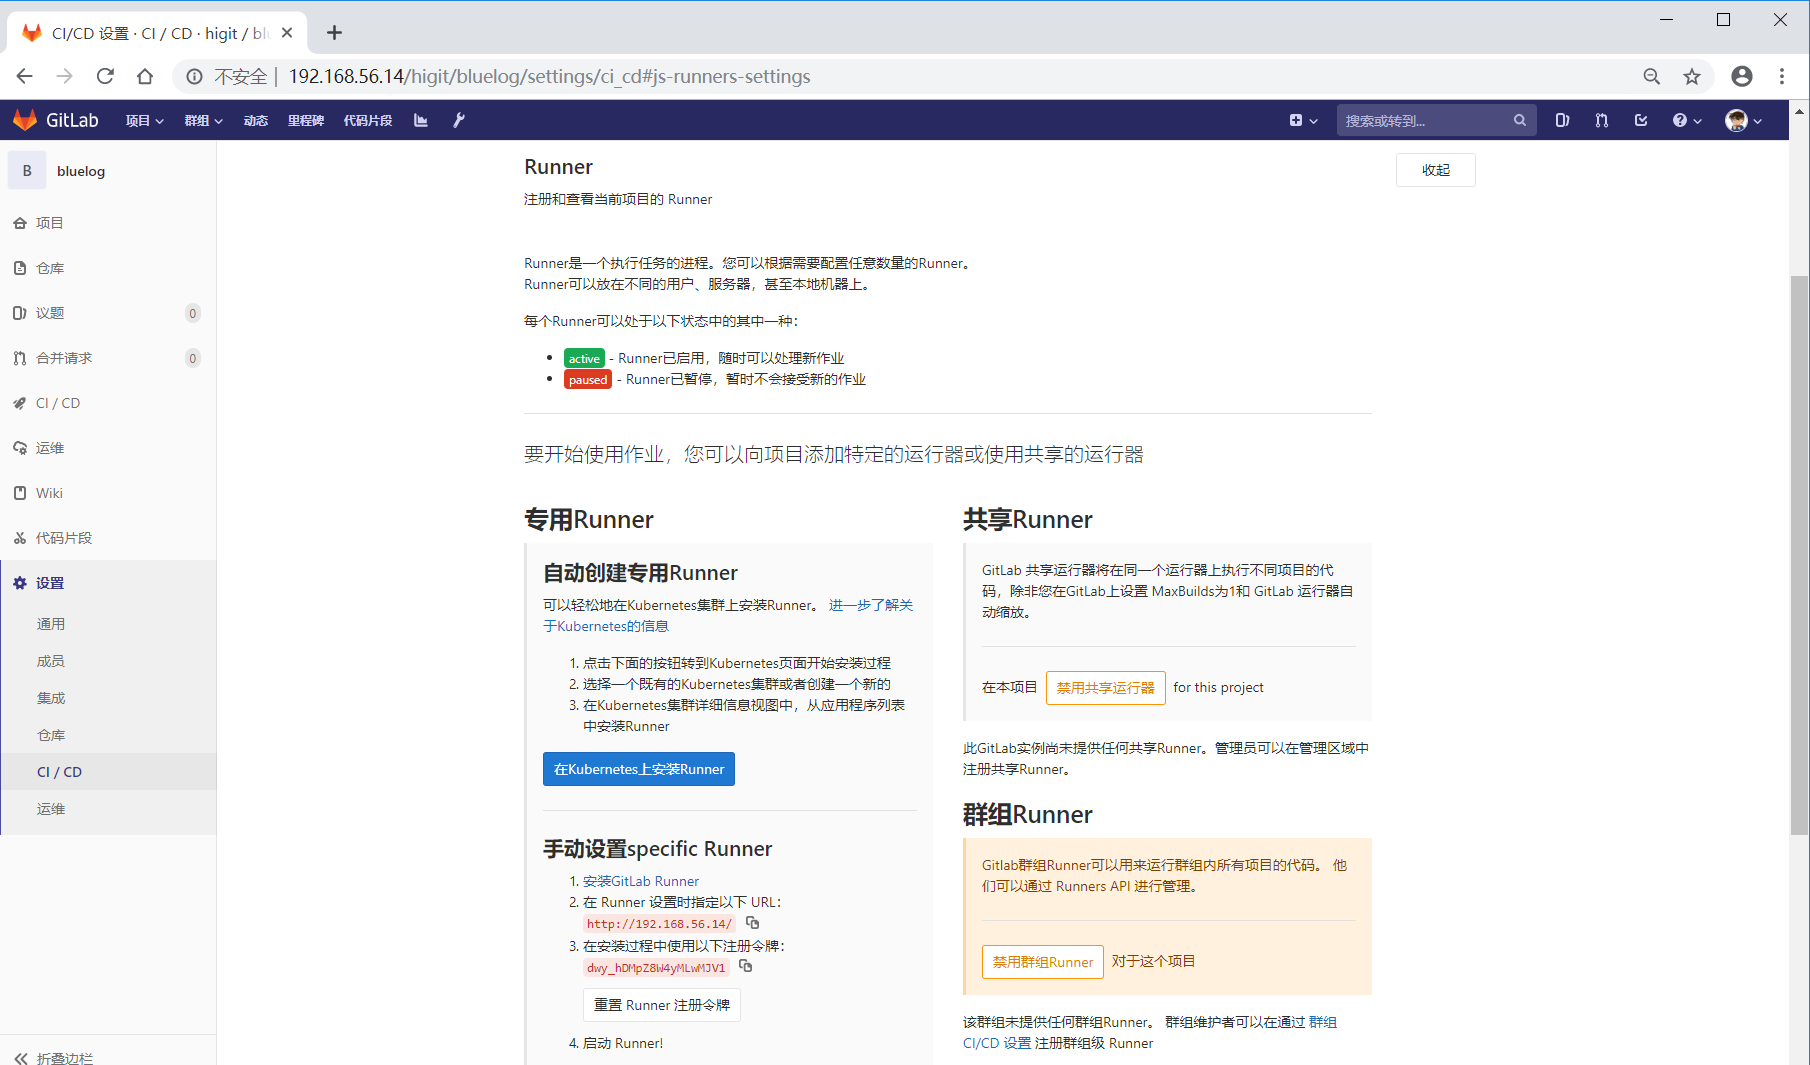 CI/CD 设置 · CI / CD · higit / bl
不安全 | 192.168.56.14/higit/bluelog/settings/ci_cd#js-runners-settings
GitLab 项目 群组 动态 里程碑 代码片段 搜索或转到...
B bluelog
项目
仓库
议题 0
合并请求 0
CI / CD
运维
Wiki
代码片段
设置
通用
成员
集成
仓库
CI / CD
运维
折叠边栏
Runner
收起
注册和查看当前项目的 Runner
Runner是一个执行任务的进程。您可以根据需要配置任意数量的Runner。
Runner可以放在不同的用户、服务器，甚至本地机器上。
每个Runner可以处于以下状态中的其中一种：
active - Runner已启用，随时可以处理新作业
paused - Runner已暂停，暂时不会接受新的作业
要开始使用作业，您可以向项目添加特定的运行器或使用共享的运行器
专用Runner
自动创建专用Runner
可以轻松地在Kubernetes集群上安装Runner。 进一步了解关
于Kubernetes的信息
1. 点击下面的按钮转到Kubernetes页面开始安装过程
2. 选择一个既有的Kubernetes集群或者创建一个新的
3. 在Kubernetes集群详细信息视图中，从应用程序列表
中安装Runner
在Kubernetes上安装Runner
手动设置specific Runner
1. 安装GitLab Runner
2. 在 Runner 设置时指定以下 URL：
http://192.168.56.14/
3. 在安装过程中使用以下注册令牌：
dwy_hDMpZ8W4yMLwMJV1
重置 Runner 注册令牌
4. 启动 Runner!
共享Runner
GitLab 共享运行器将在同一个运行器上执行不同项目的代
码，除非您在GitLab上设置 MaxBuilds为1和 GitLab 运行器自
动缩放。
在本项目 禁用共享运行器 for this project
此GitLab实例尚未提供任何共享Runner。管理员可以在管理区域中
注册共享Runner。
群组Runner
Gitlab群组Runner可以用来运行群组内所有项目的代码。 他
们可以通过 Runners API 进行管理。
禁用群组Runner 对于这个项目
该群组未提供任何群组Runner。 群组维护者可以在通过 群组
CI/CD 设置 注册群组级 Runner